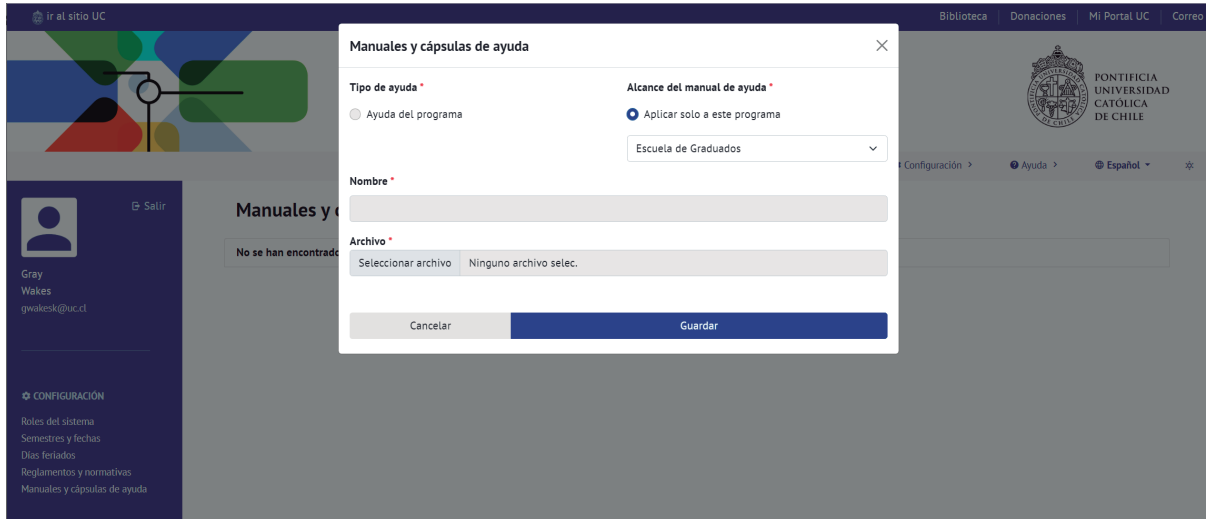 ir al sitio UC
Biblioteca
Donaciones
Mi Portal UC
Correo
PONTIFICIA
UNIVERSIDAD
CATÓLICA
DE CHILE
Configuración >
Ayuda >
Español
Salir
Gray
Wakes
gwakesk@uc.cl
CONFIGURACIÓN
Roles del sistema
Semestres y fechas
Días feriados
Reglamentos y normativas
Manuales y cápsulas de ayuda
Manuales y
No se han encontrado
Manuales y cápsulas de ayuda
Tipo de ayuda *
Ayuda del programa
Alcance del manual de ayuda *
Aplicar solo a este programa
Escuela de Graduados
Nombre *
Archivo *
Seleccionar archivo Ninguno archivo selec.
Cancelar
Guardar